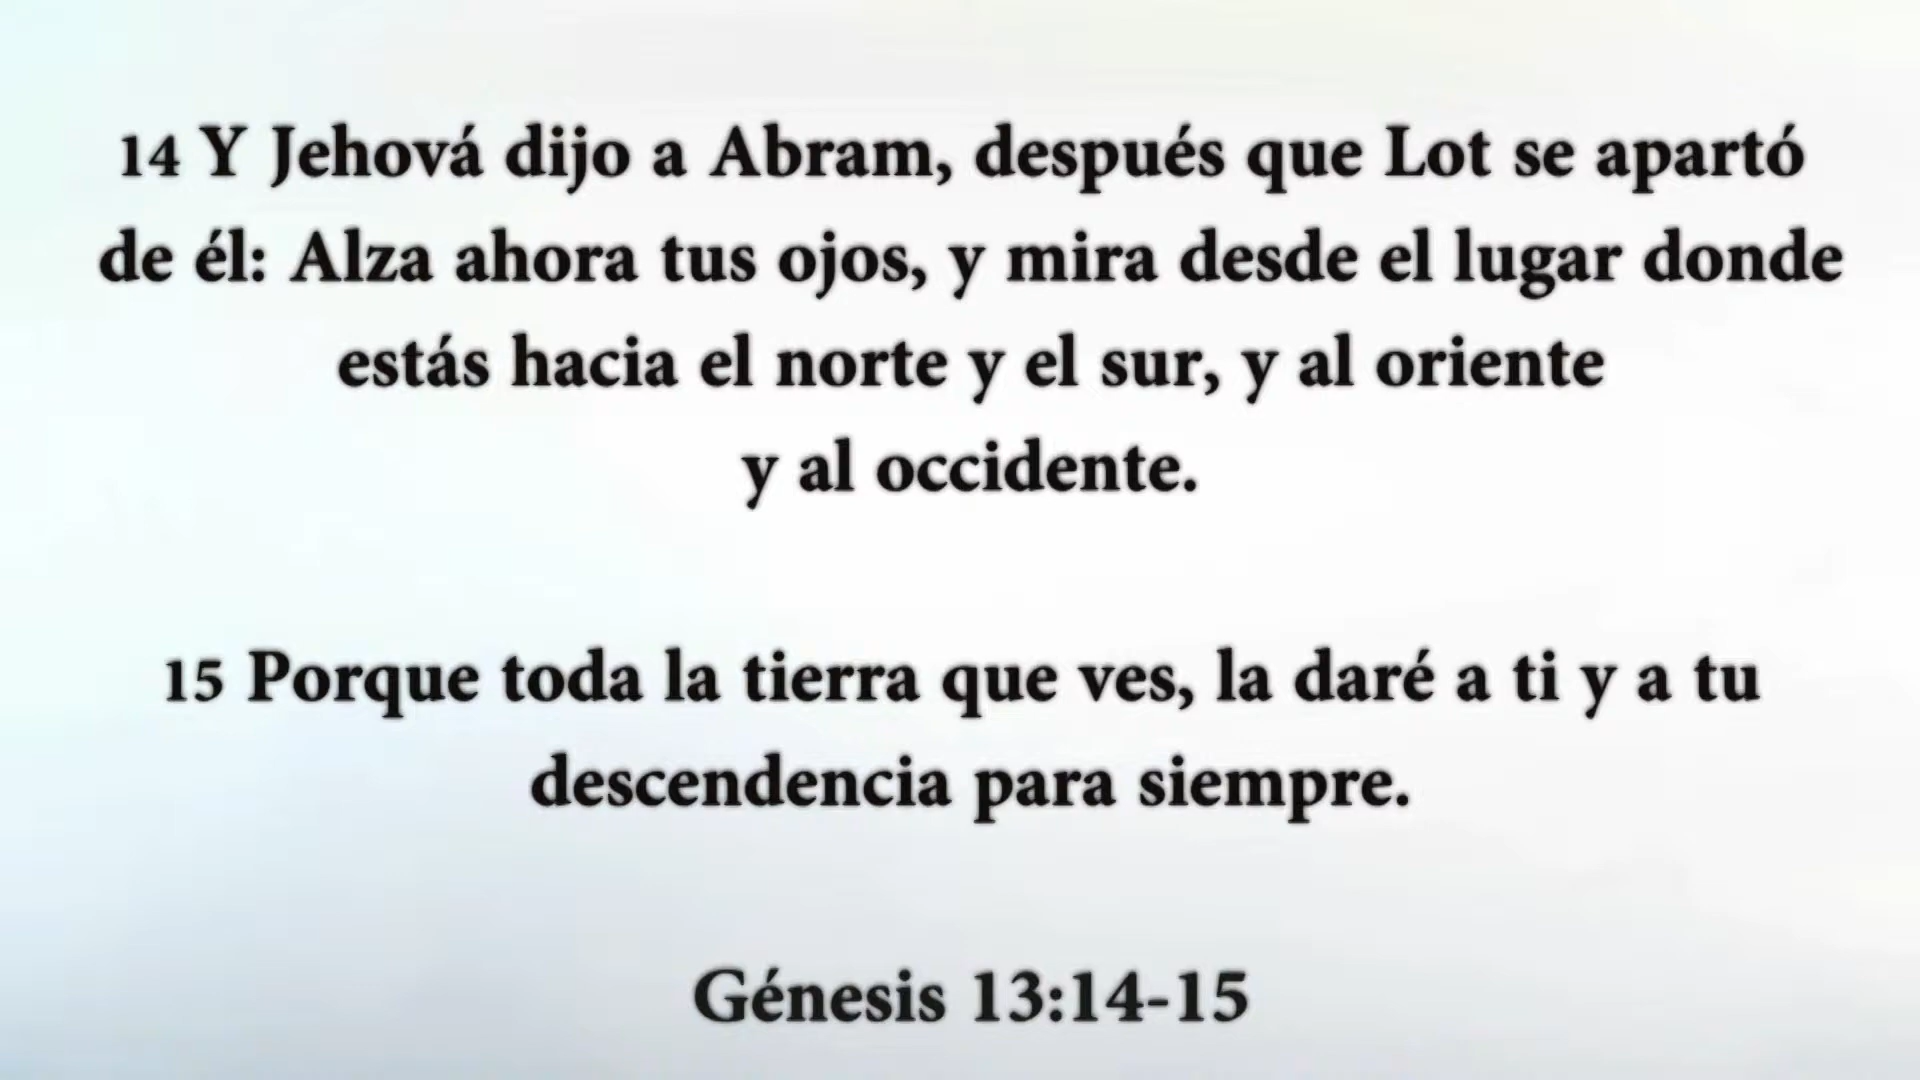 14 Y Jehová dijo a Abram, después que Lot se apartó
de él: Alza ahora tus ojos, y mira desde el lugar donde
estás hacia el norte y el sur, y al oriente
y al occidente.
15 Porque toda la tierra que ves, la daré a ti y a tu
descendencia para siempre.
Génesis 13:14-15